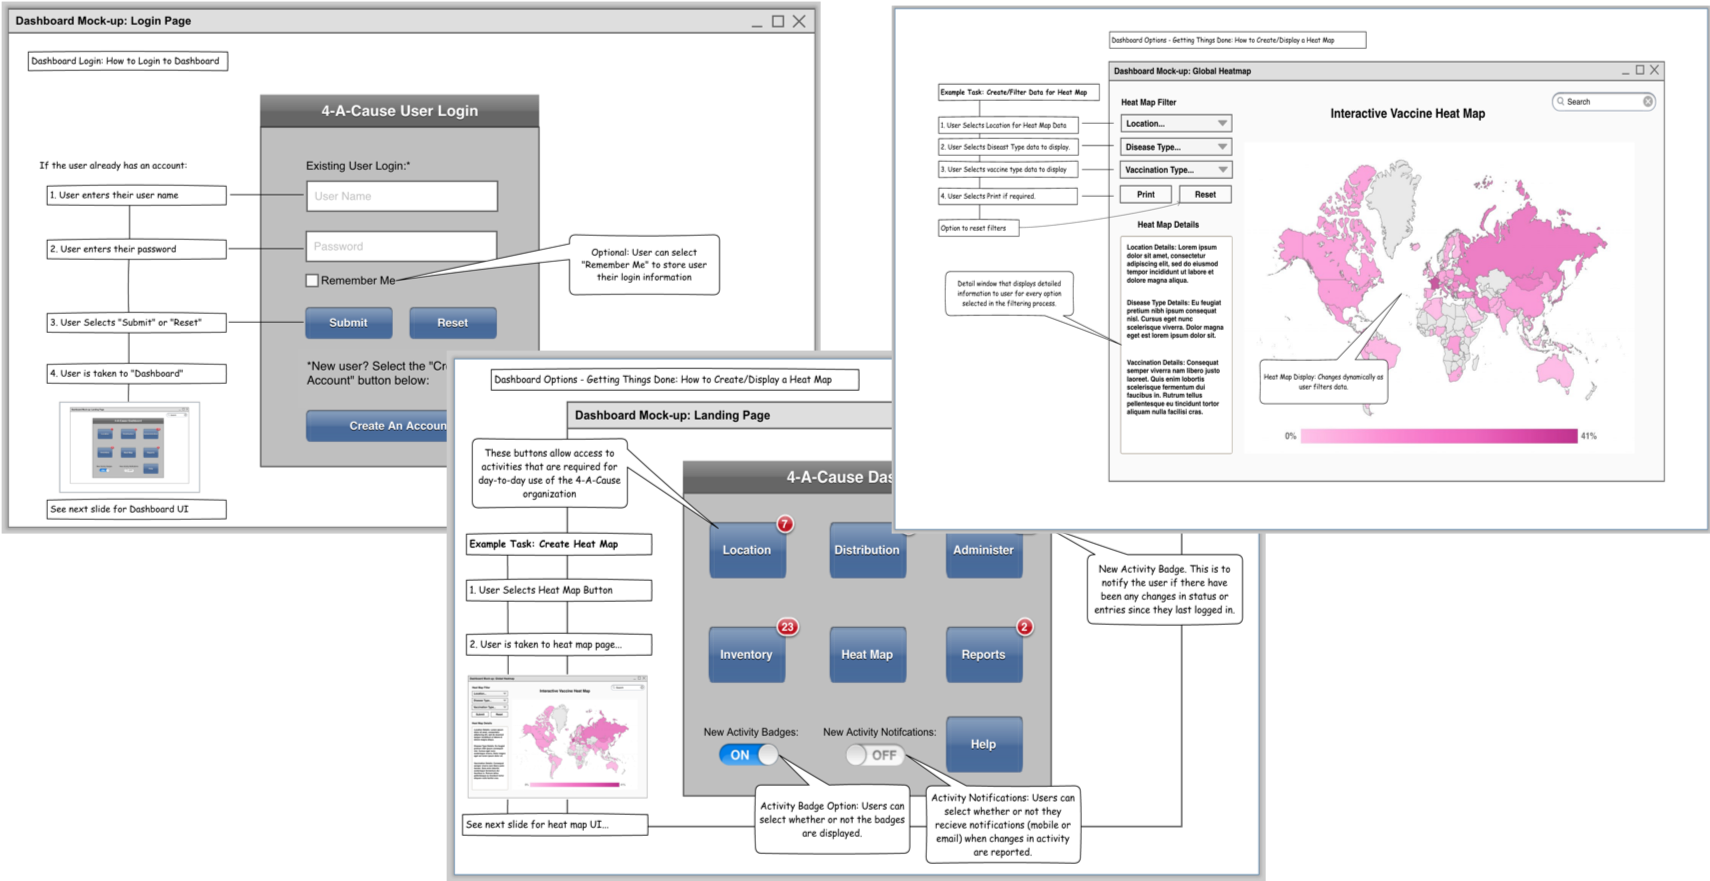 Dashboard Mock-up: Login Page
Dashboard Login: How to Login to Dashboard
4-A-Cause User Login
If the user already has an account:
1. User enters their user name
2. User enters their password
3. User Selects "Submit" or "Reset"
4. User is taken to "Dashboard"
See next slide for Dashboard UI
Existing User Login:*
User Name
Password
Remember Me
Optional: User can select
"Remember Me" to store user
their login information
Submit
Reset
*New user? Select the "Cr
Account" button below:
Create An Accoun
Dashboard Options - Getting Things Done: How to Create/Display a Heat Map
Dashboard Mock-up: Landing Page
These buttons allow access to
activities that are required for
day-to-day use of the 4-A-Cause
organization
Example Task: Create Heat Map
1. User Selects Heat Map Button
2. User is taken to heat map page...
Interactive Vaccine Heat Map
See next slide for heat map UI...
4-A-Cause Das
Location
7
Distribution
Administer
Inventory
23
Heat Map
Reports
2
New Activity Badges:
ON
New Activity Notifcations:
OFF
Help
Activity Badge Option: Users can
select whether or not the badges
are displayed.
Activity Notifications: Users can
select whether or not they
recieve notifications (mobile or
email) when changes in activity
are reported.
New Activity Badge. This is to
notify the user if there have
been any changes in status or
entries since they last logged in.
Dashboard Options - Getting Things Done: How to Create/Display a Heat Map
Dashboard Mock-up: Global Heatmap
Example Task: Create/Filter Data for Heat Map
1. User Selects Location for Heat Map Data
2. User Selects Diseast Type data to display.
3. User Selects vaccine type data to display
4. User Selects Print if required.
Option to reset filters
Detail window that displays detailed
information to user for every option
selected in the filtering process.
Heat Map Filter
Location...
Disease Type...
Vaccination Type...
Print
Reset
Heat Map Details
Location Details: Lorem ipsum
dolor sit amet, consectetur
adipiscing elit, sed do eiusmod
tempor incididunt ut labore et
dolore magna aliqua.
Disease Type Details: Eu feugiat
pretium nibh ipsum consequat
nisl. Cursus eget nunc
scelerisque viverra. Dolor magna
eget est lorem ipsum dolor sit.
Vaccination Details: Consequat
semper viverra nam libero justo
laoreet. Quis enim lobortis
scelerisque fermentum dui
faucibus in. Rutrum tellus
pellentesque eu tincidunt tortor
aliquam nulla facilisi cras.
Interactive Vaccine Heat Map
Search
Heat Map Display: Changes dynamically as
user filters data.
0%
41%